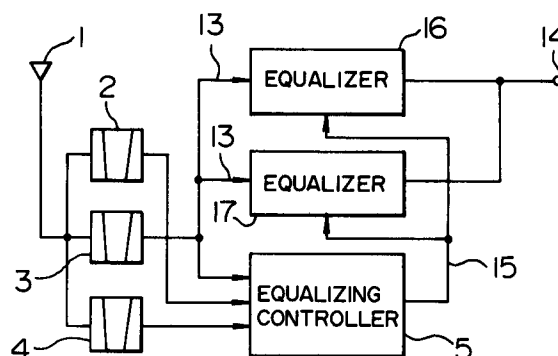 1
13
16
14
EQUALIZER
2
13
EQUALIZER
17
3
15
EQUALIZING
CONTROLLER
4
5